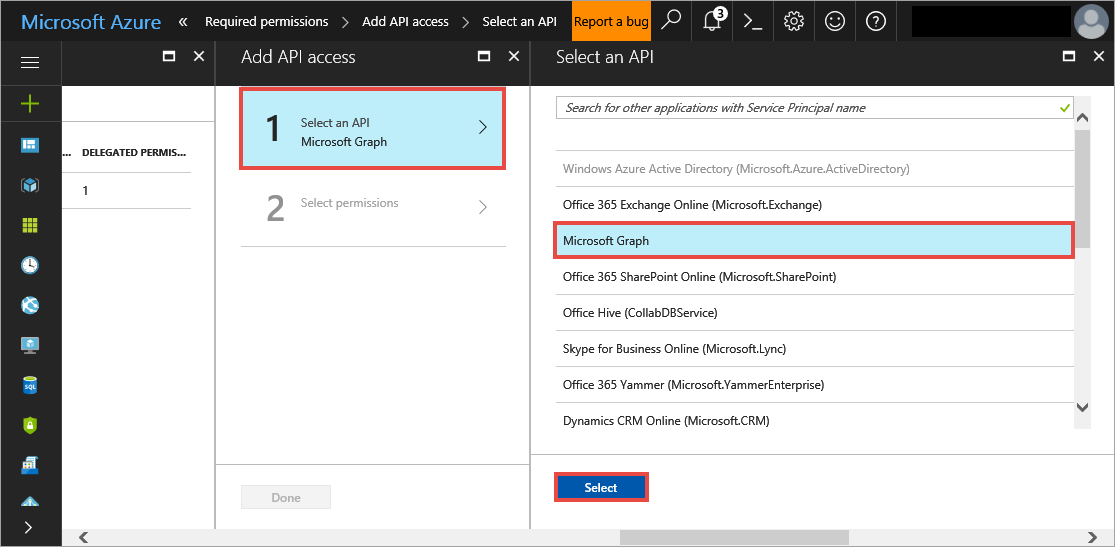 Microsoft Azure « Required permissions > Add API access > Select an API Report a bug >_ 3 ?
Add API access
Select an API
... DELEGATED PERMIS...
1
1
Select an API
Microsoft Graph
2
Select permissions
Done
Search for other applications with Service Principal name
Windows Azure Active Directory (Microsoft.Azure.ActiveDirectory)
Office 365 Exchange Online (Microsoft.Exchange)
Microsoft Graph
Office 365 SharePoint Online (Microsoft.SharePoint)
Office Hive (CollabDBService)
Skype for Business Online (Microsoft.Lync)
Office 365 Yammer (Microsoft.YammerEnterprise)
Dynamics CRM Online (Microsoft.CRM)
Select
SQL